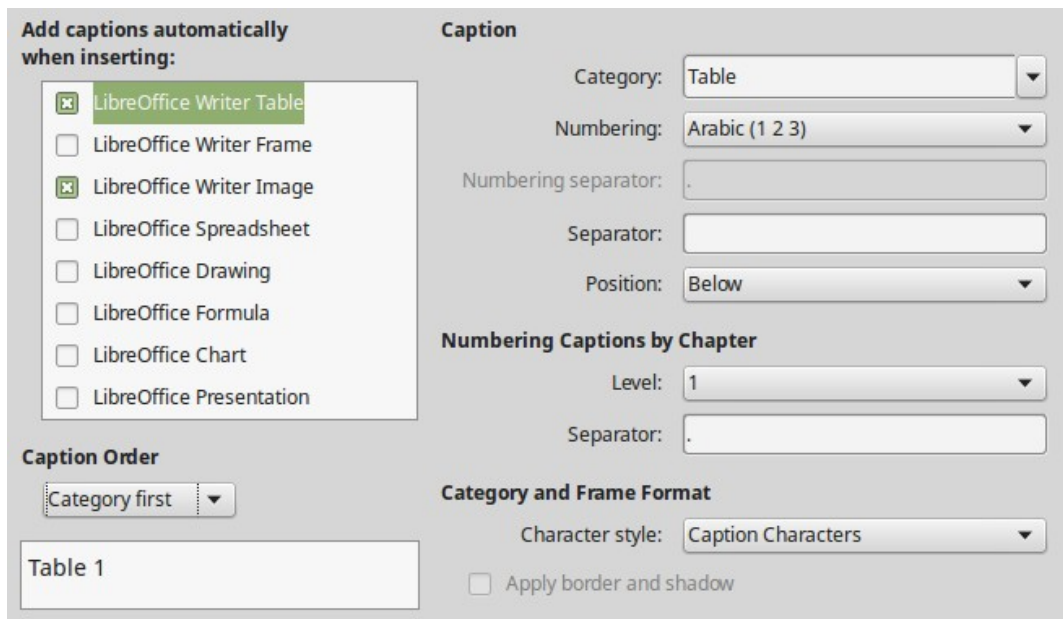 Add captions automatically
when inserting:
LibreOffice Writer Table
LibreOffice Writer Frame
LibreOffice Writer Image
LibreOffice Spreadsheet
LibreOffice Drawing
LibreOffice Formula
LibreOffice Chart
LibreOffice Presentation
Caption Order
Category first
Table 1
Caption
Category: Table
Numbering: Arabic (1 2 3)
Numbering separator: .
Separator:
Position: Below
Numbering Captions by Chapter
Level: 1
Separator: .
Category and Frame Format
Character style: Caption Characters
Apply border and shadow